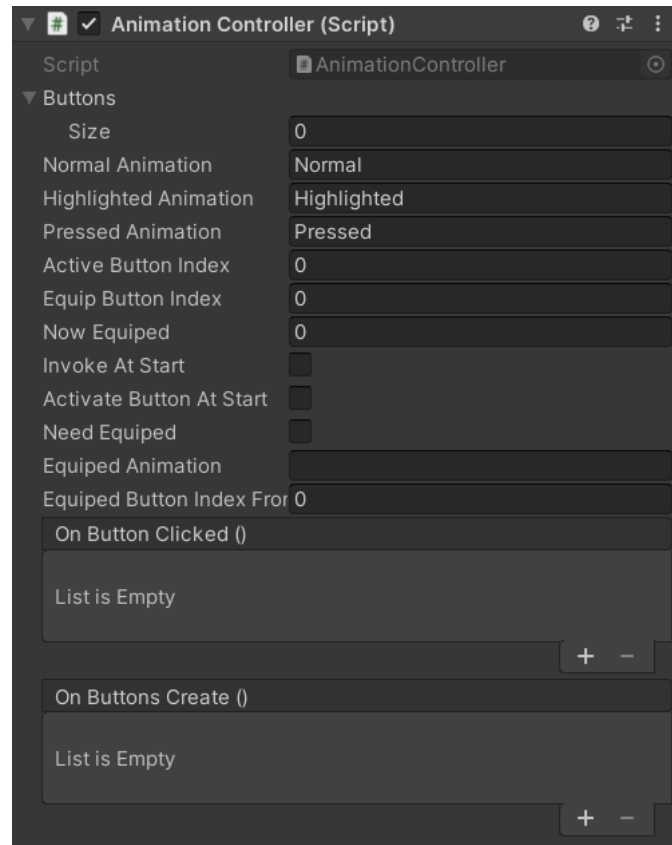 Animation Controller (Script)
Script AnimationController
Buttons
Size 0
Normal Animation Normal
Highlighted Animation Highlighted
Pressed Animation Pressed
Active Button Index 0
Equip Button Index 0
Now Equiped 0
Invoke At Start
Activate Button At Start
Need Equiped
Equiped Animation
Equiped Button Index Fror 0
On Button Clicked ()
List is Empty
+ −
On Buttons Create ()
List is Empty
+ −